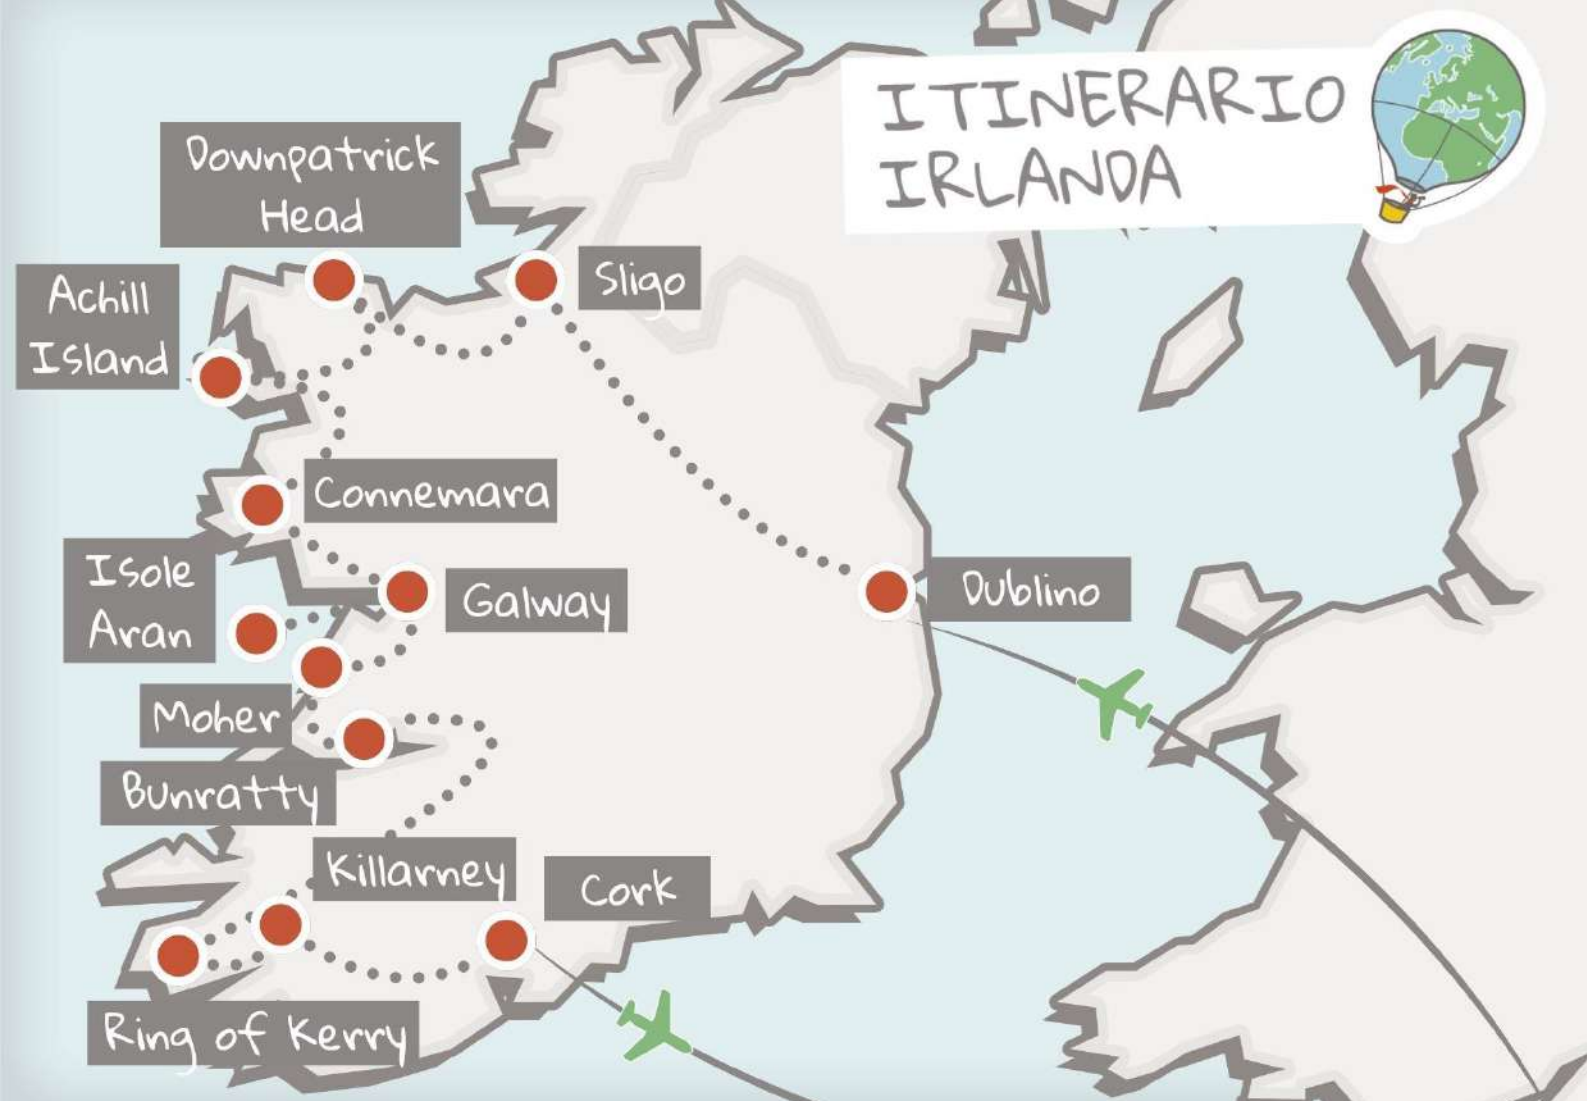 ITINERARIO
IRLANDA
Downpatrick
Head
Achill
Island
Sligo
Connemara
Isole
Aran
Galway
Dublino
Moher
Bunratty
Killarney
Cork
Ring of Kerry